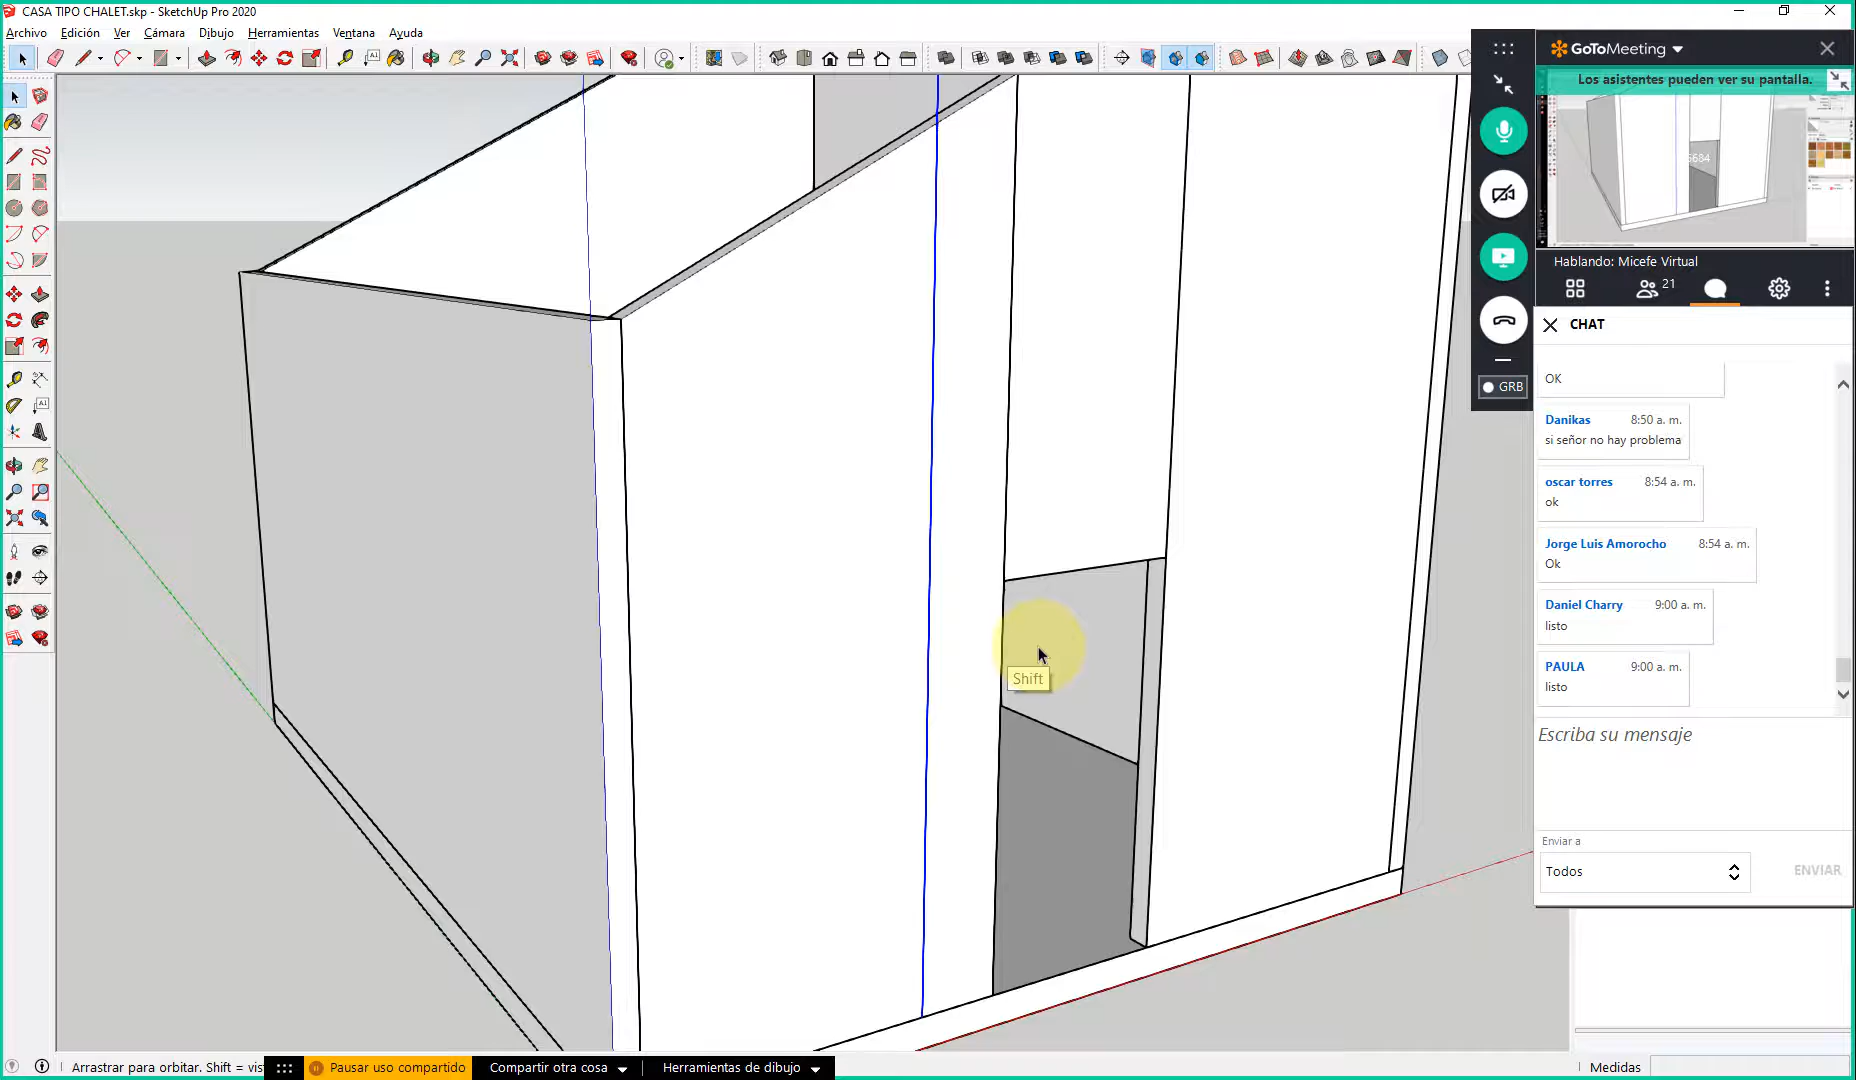 CASA TIPO CHALET.skp - SketchUp Pro 2020
Archivo Edición Ver Cámara Dibujo Herramientas Ventana Ayuda
GoToMeeting
Los asistentes pueden ver su pantalla.
Hablando: Micefe Virtual
21
CHAT
GRB
OK
Danikas 8:50 a. m.
si señor no hay problema
oscar torres 8:54 a. m.
ok
Jorge Luis Amorocho 8:54 a. m.
Ok
Daniel Charry 9:00 a. m.
listo
PAULA 9:00 a. m.
listo
Shift
Escriba su mensaje
Enviar a
Todos
ENVIAR
Arrastrar para orbitar. Shift = vis
Pausar uso compartido
Compartir otra cosa
Herramientas de dibujo
Medidas